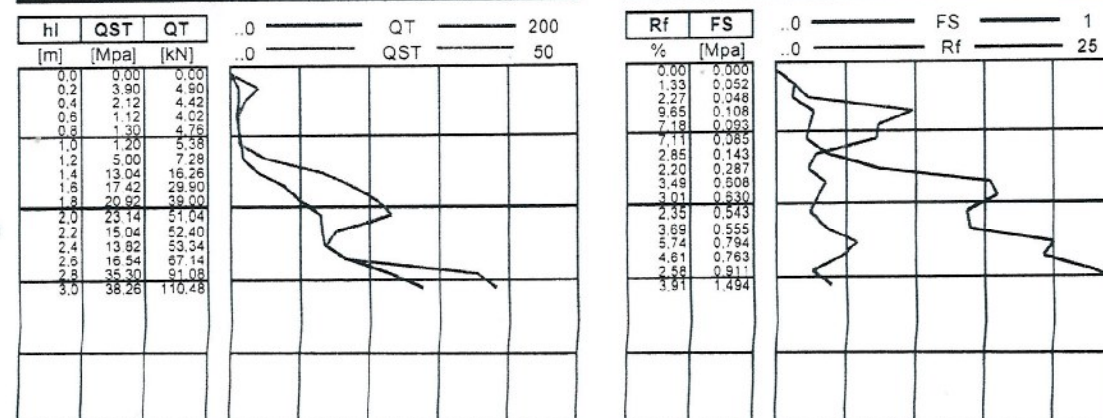 hl QST QT ..0 QT 200 Rf FS ..0 FS 1
[m] [Mpa] [kN] ..0 QST 50 % [Mpa] ..0 Rf 25
0.0 0.00 0.00 0.00 0.000
0.2 3.90 4.90 1.33 0.052
0.4 2.12 4.42 2.27 0.048
0.6 1.12 4.02 9.65 0.108
0.8 1.30 4.76 7.18 0.093
1.0 1.20 5.38 7.11 0.085
1.2 5.00 7.28 2.85 0.143
1.4 13.04 16.26 2.20 0.287
1.6 17.42 29.90 3.49 0.608
1.8 20.92 39.00 3.01 0.630
2.0 23.14 51.04 2.35 0.543
2.2 15.04 52.40 3.69 0.555
2.4 13.82 53.34 5.74 0.794
2.6 16.54 67.14 4.61 0.763
2.8 35.30 91.08 2.58 0.911
3.0 38.26 110.48 3.91 1.494